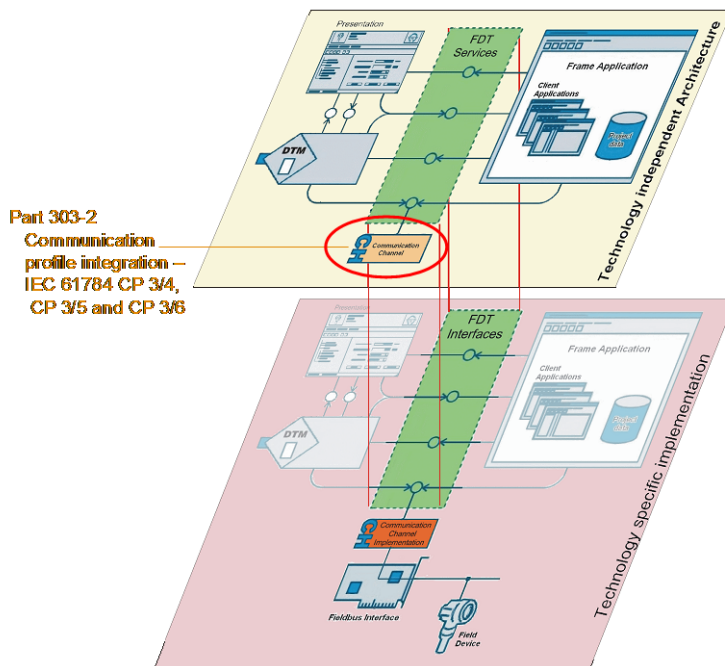 Presentation
FDT
Services
Frame Application
Client
Applications
Project
data
DTM
CH
Communication
Channel
Technology independent Architecture
Part 303-2
Communication
profile integration –
IEC 61784 CP 3/4,
CP 3/5 and CP 3/6
Presentation
FDT
Interfaces
Frame Application
Client
Applications
Project
data
DTM
CH
Communication
Channel
Implementation
Technology specific implementation
Fieldbus Interface
Field
Device